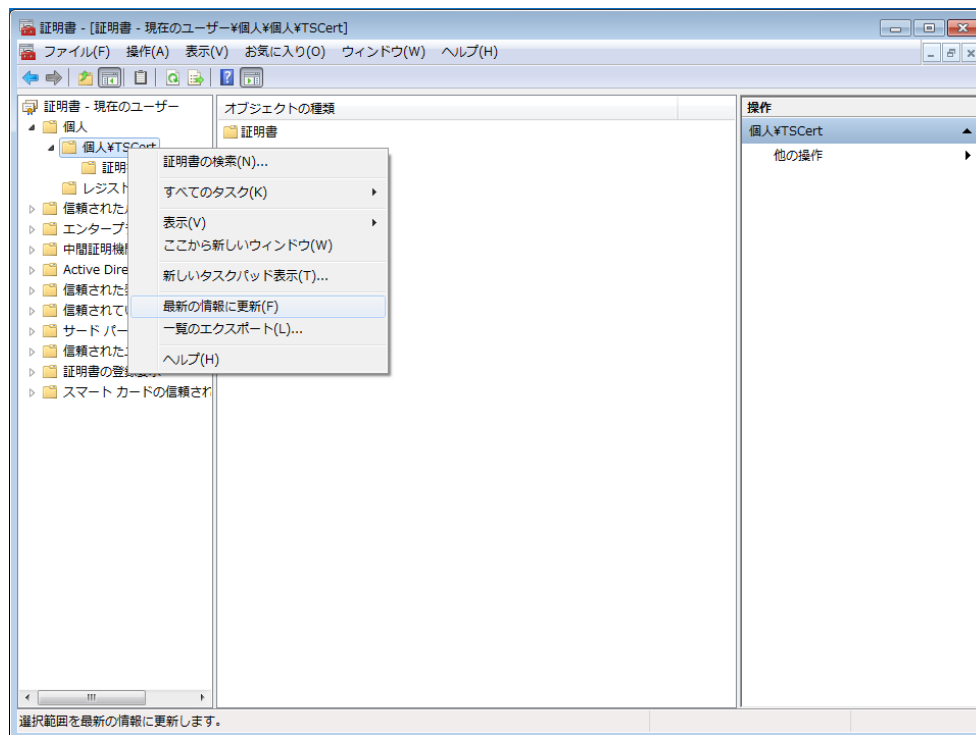 証明書 - [証明書 - 現在のユーザー¥個人¥個人¥TSCert]
ファイル(F) 操作(A) 表示(V) お気に入り(O) ウィンドウ(W) ヘルプ(H)
証明書 - 現在のユーザー
個人
個人¥TSCert
証明
レジスト
信頼された
エンタープ
中間証明機
Active Dire
信頼された
信頼されてい
サード パー
信頼された
証明書の登録要求
スマート カードの信頼され
オブジェクトの種類
証明書
証明書の検索(N)...
すべてのタスク(K)
表示(V)
ここから新しいウィンドウ(W)
新しいタスクパッド表示(T)...
最新の情報に更新(F)
一覧のエクスポート(L)...
ヘルプ(H)
操作
個人¥TSCert
他の操作
選択範囲を最新の情報に更新します。